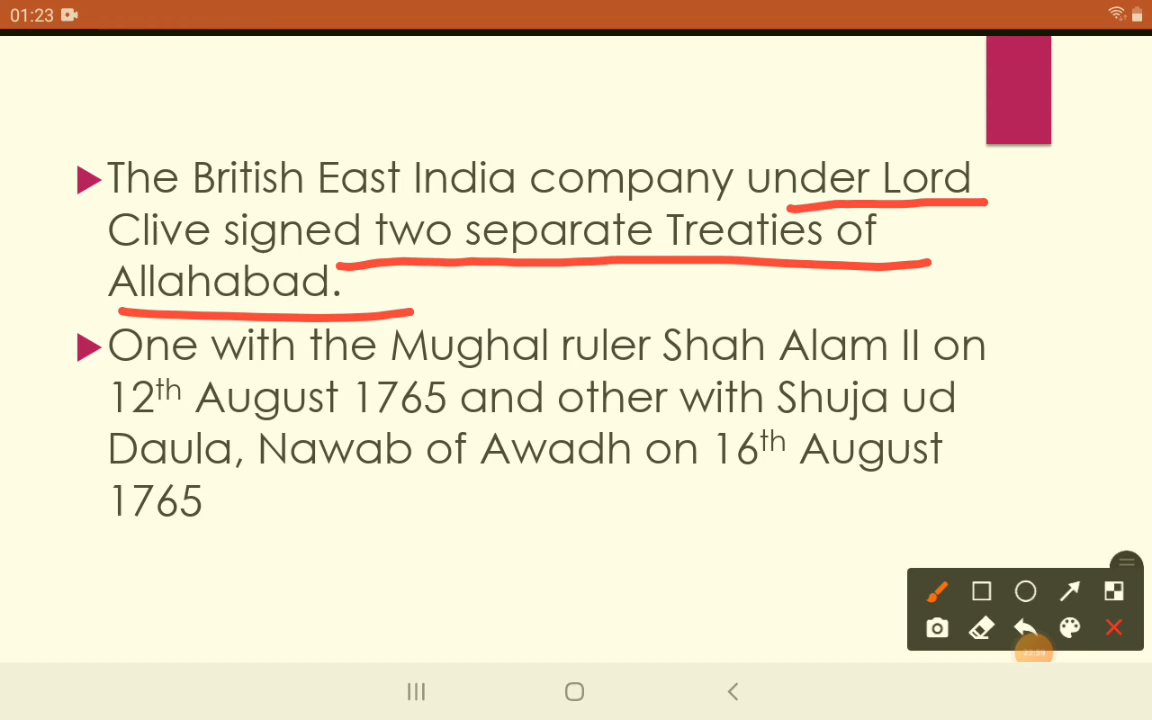 01:23
The British East India company under Lord
Clive signed two separate Treaties of
Allahabad.
One with the Mughal ruler Shah Alam II on
12th August 1765 and other with Shuja ud
Daula, Nawab of Awadh on 16th August
1765
22:59